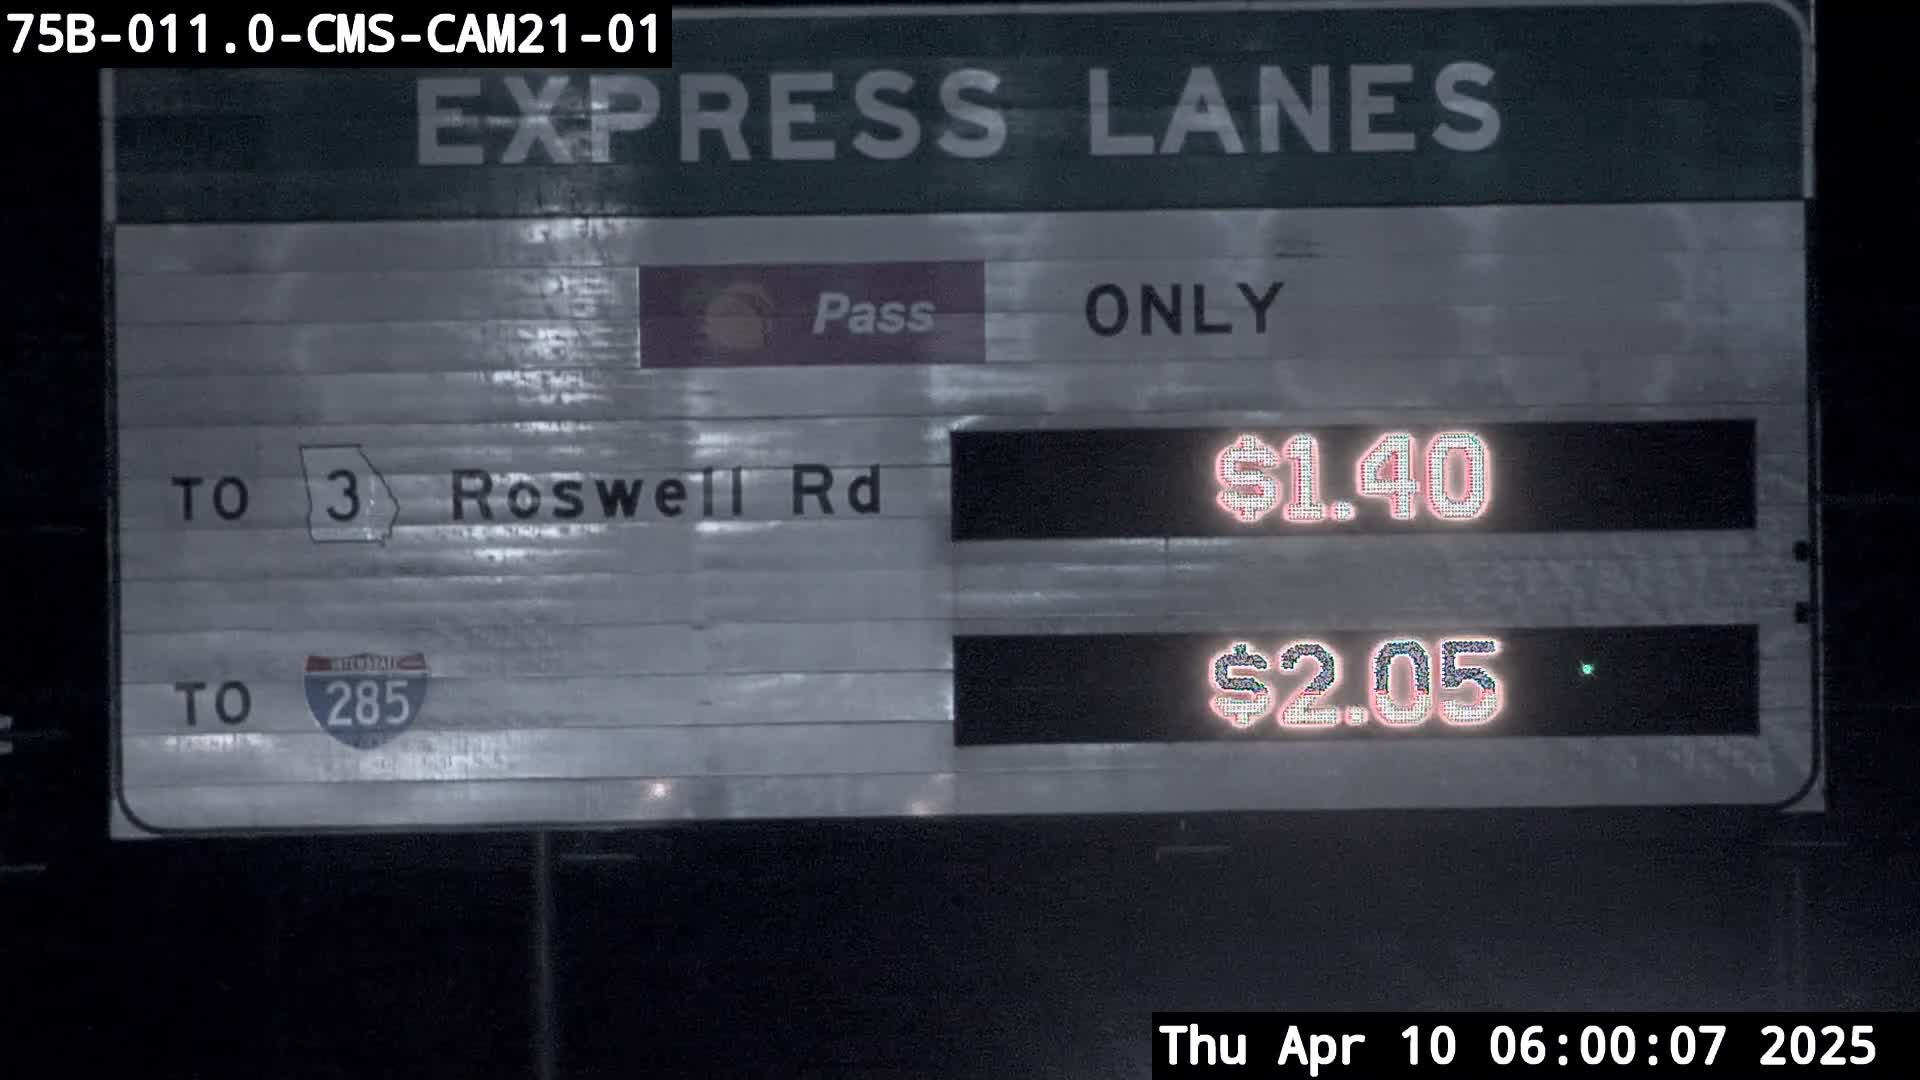 75B-011.0-CMS-CAM21-01
EXPRESS LANES
Pass ONLY
TO 3 Roswell Rd $1.40
INTERSTATE
TO 285 $2.05
Thu Apr 10 06:00:07 2025